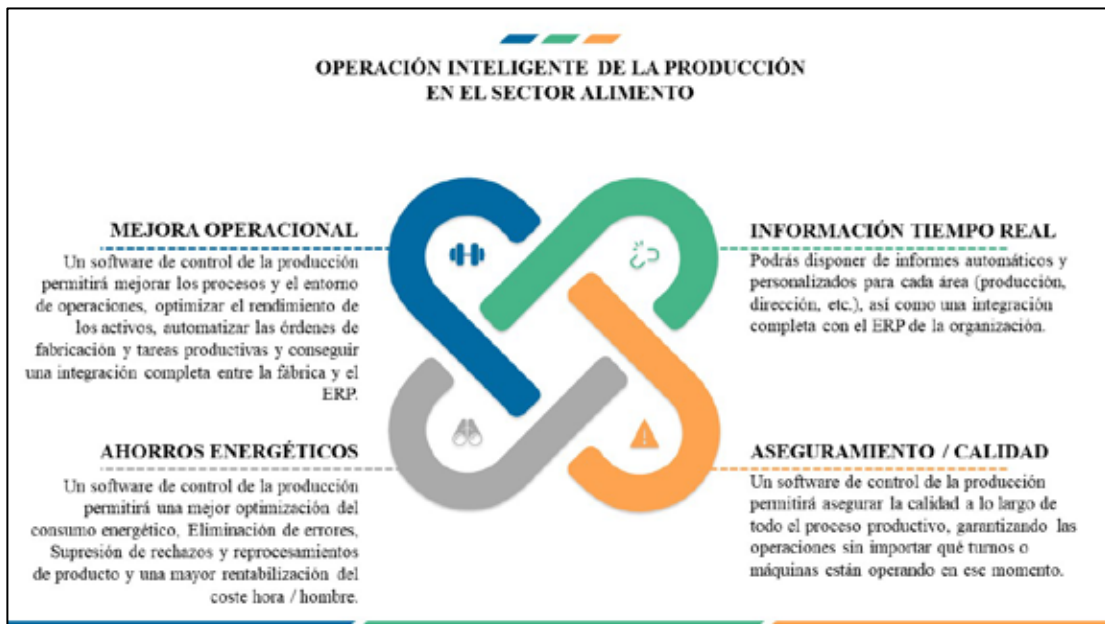 OPERACIÓN INTELIGENTE DE LA PRODUCCIÓN
EN EL SECTOR ALIMENTO
MEJORA OPERACIONAL
Un software de control de la producción
permitirá mejorar los procesos y el entorno
de operaciones, optimizar el rendimiento de
los activos, automatizar las órdenes de
fabricación y tareas productivas y conseguir
una integración completa entre la fábrica y el
ERP.
INFORMACIÓN TIEMPO REAL
Podrás disponer de informes automáticos y
personalizados para cada área (producción,
dirección, etc.), así como una integración
completa con el ERP de la organización.
AHORROS ENERGÉTICOS
Un software de control de la producción
permitirá una mejor optimización del
consumo energético, Eliminación de errores,
Supresión de rechazos y reprocesamientos
de producto y una mayor rentabilización del
coste hora / hombre.
ASEGURAMIENTO / CALIDAD
Un software de control de la producción
permitirá asegurar la calidad a lo largo de
todo el proceso productivo, garantizando las
operaciones sin importar qué turnos o
máquinas están operando en ese momento.